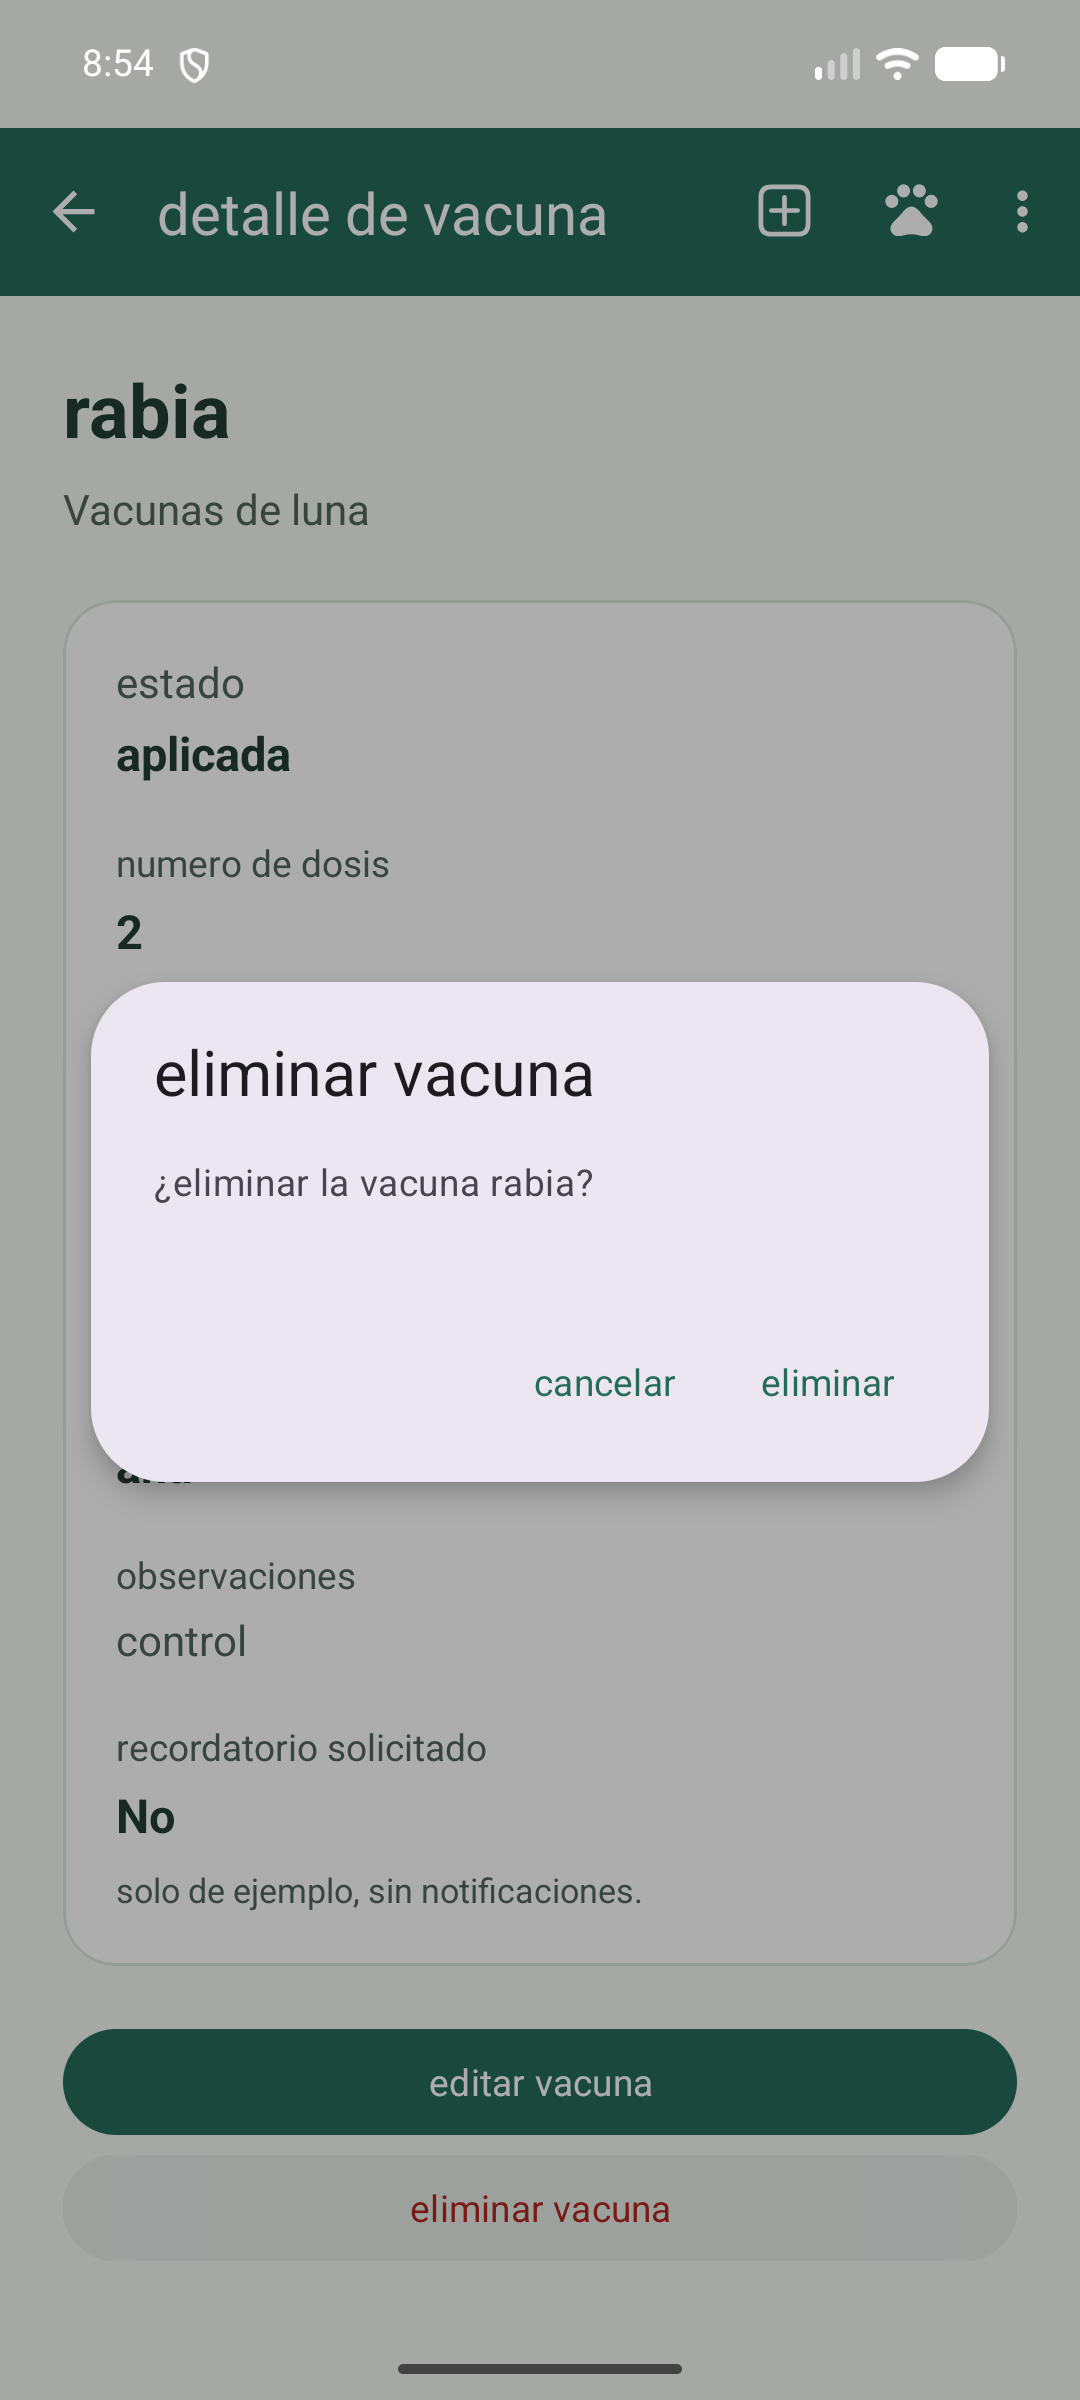 8:54
detalle de vacuna
rabia
Vacunas de luna
estado
aplicada
numero de dosis
2
eliminar vacuna
¿eliminar la vacuna rabia?
cancelar
eliminar
observaciones
control
recordatorio solicitado
No
solo de ejemplo, sin notificaciones.
editar vacuna
eliminar vacuna